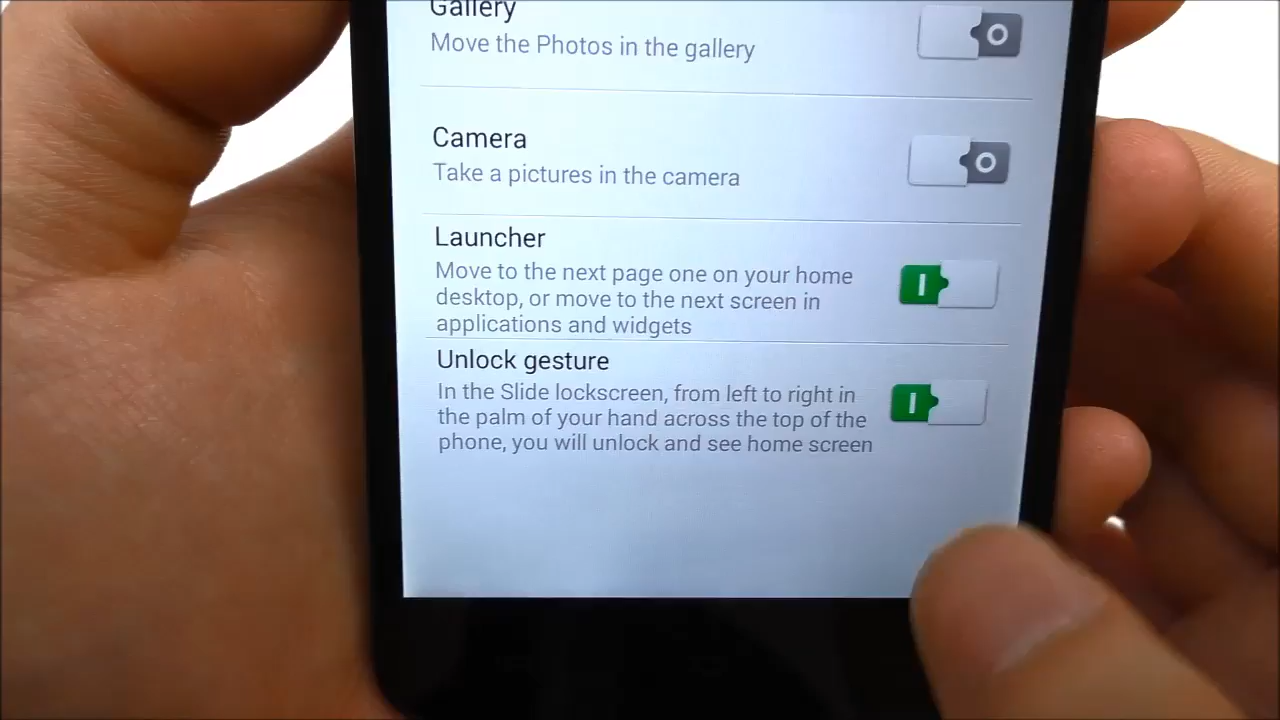 Gallery
Move the Photos in the gallery
Camera
Take a pictures in the camera
Launcher
Move to the next page one on your home
desktop, or move to the next screen in
applications and widgets
Unlock gesture
In the Slide lockscreen, from left to right in
the palm of your hand across the top of the
phone, you will unlock and see home screen